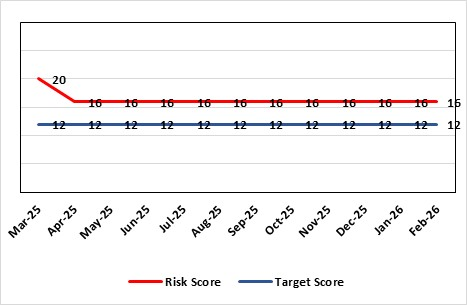 20
16 16 16 16 16 16 16 16 16 16 16
12 12 12 12 12 12 12 12 12 12 12 12
Mar-25 Apr-25 May-25 Jun-25 Jul-25 Aug-25 Sep-25 Oct-25 Nov-25 Dec-25 Jan-26 Feb-26
Risk Score Target Score